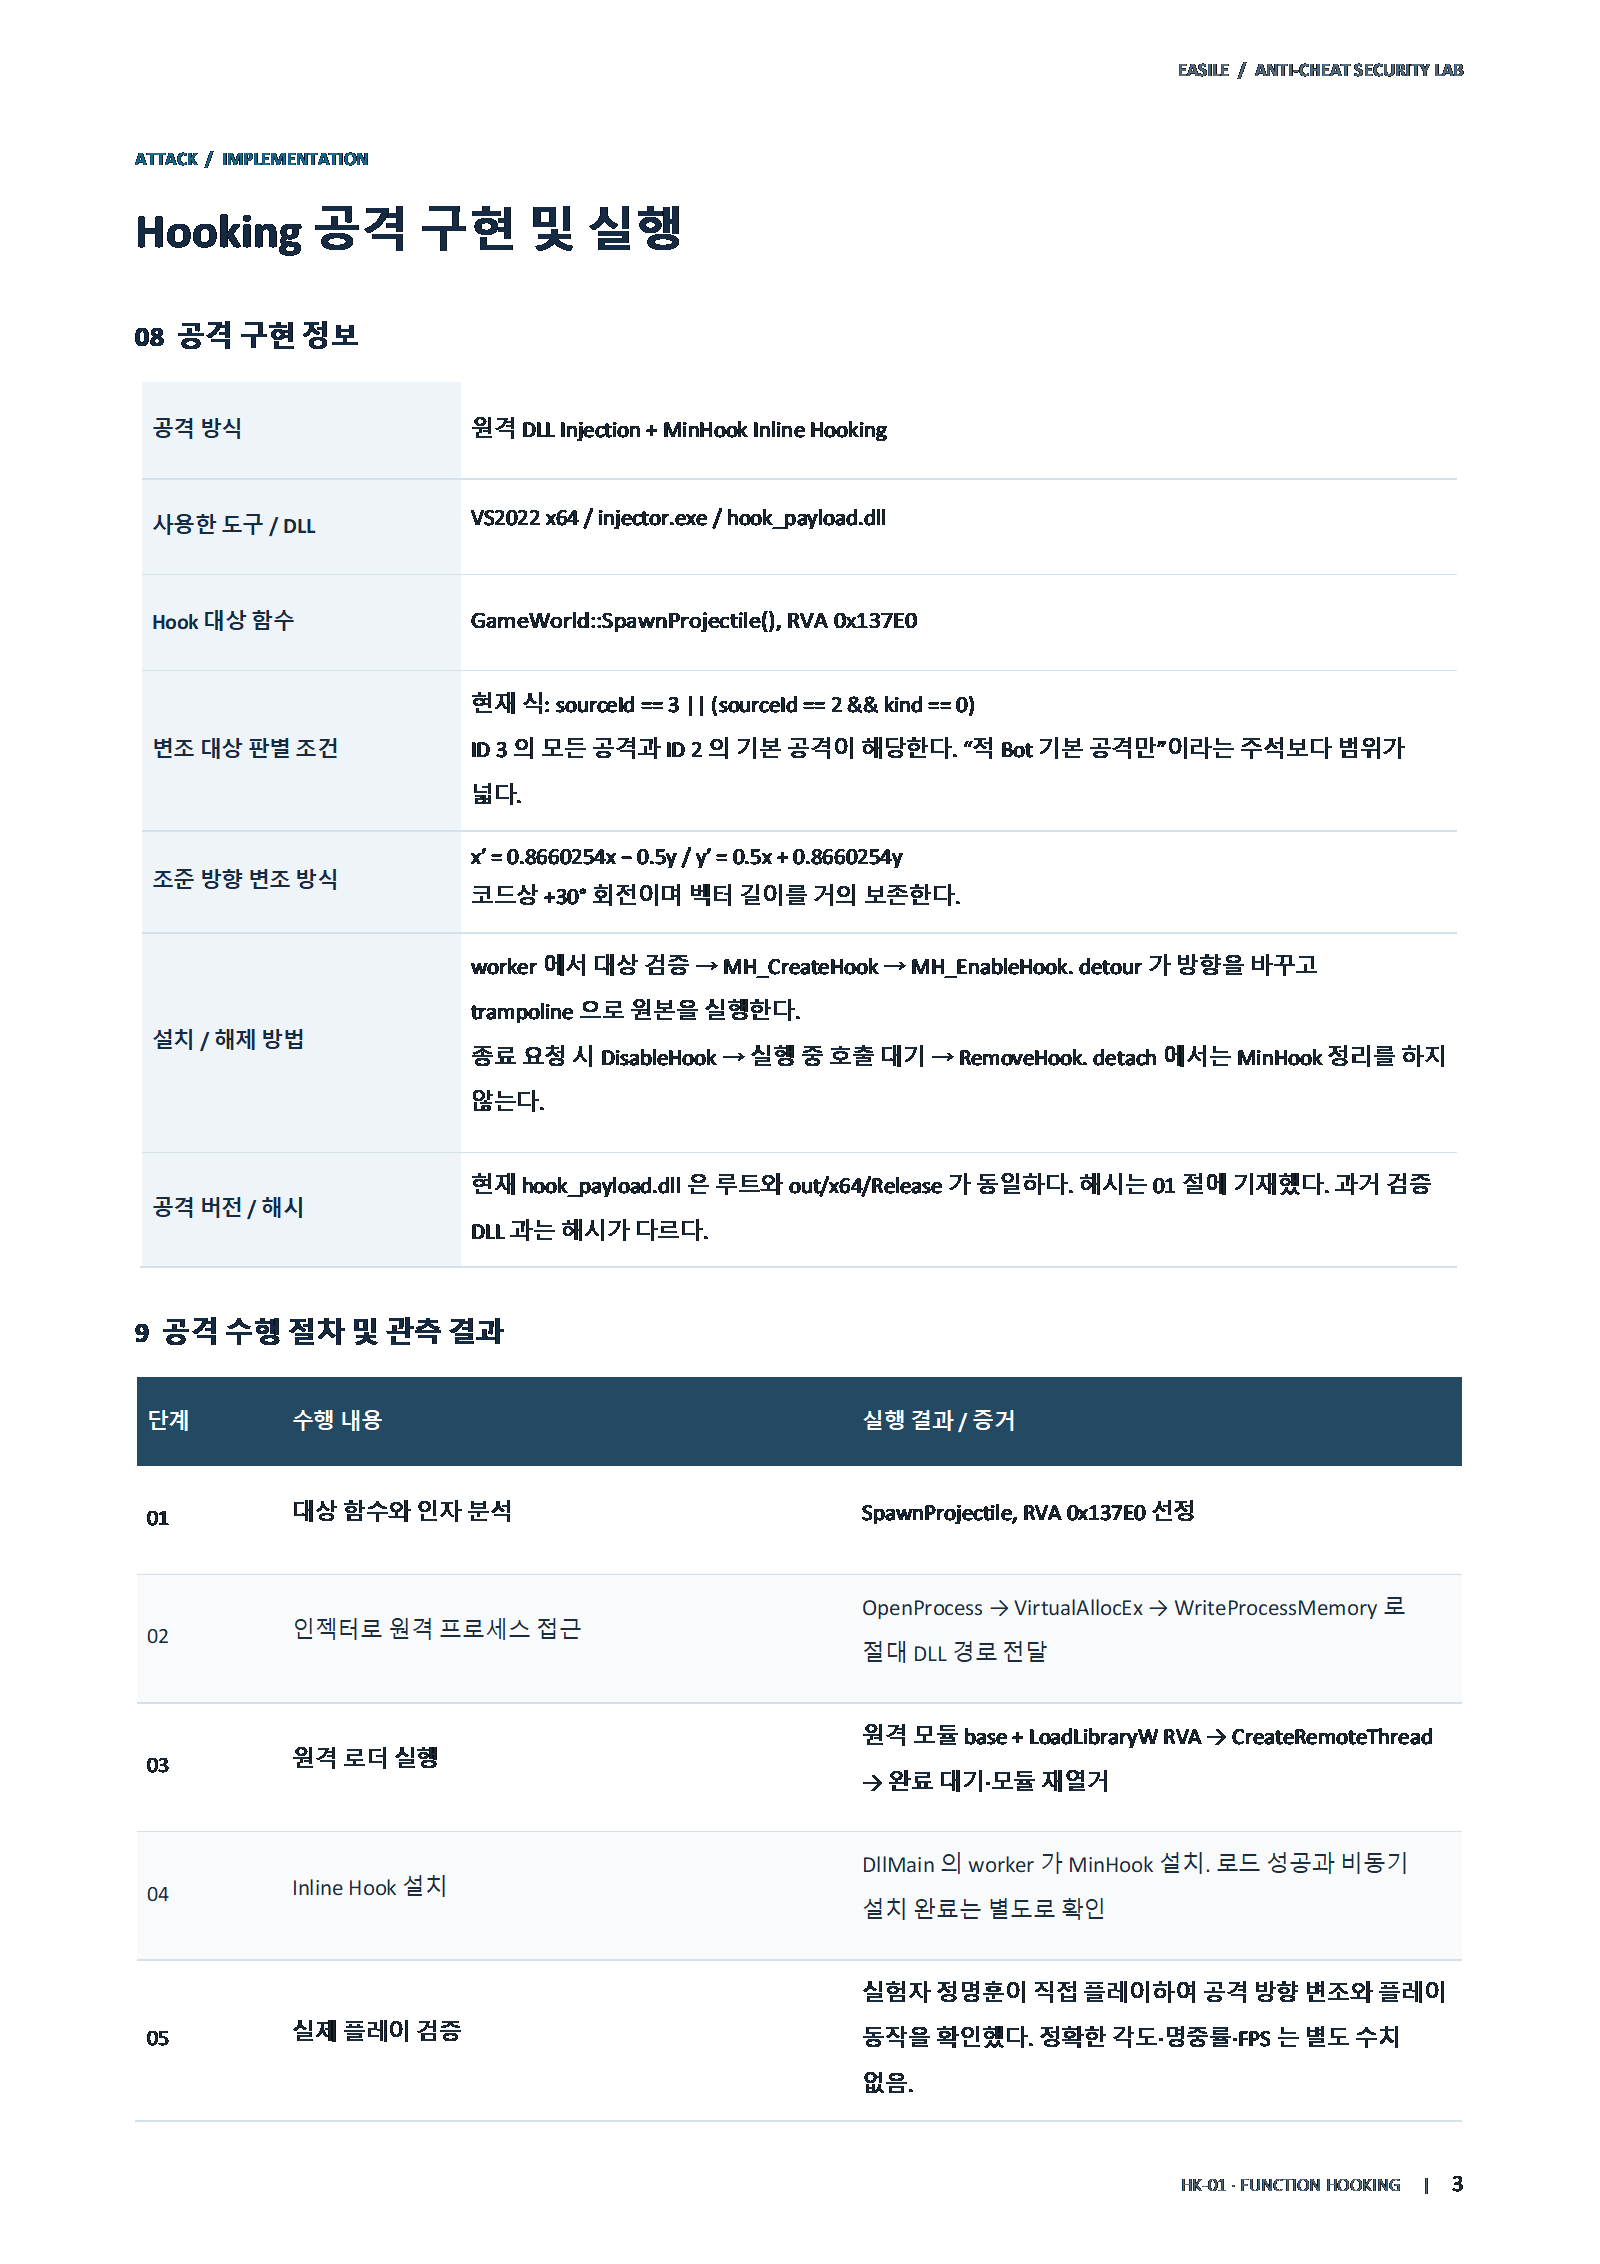 EASILE / ANTI-CHEAT SECURITY LAB
ATTACK / IMPLEMENTATION
Hooking 공격 구현 및 실행
08 공격 구현 정보
공격 방식
원격 DLL Injection + MinHook Inline Hooking
사용한 도구 / DLL
VS2022 x64 / injector.exe / hook_payload.dll
Hook 대상 함수
GameWorld::SpawnProjectile(), RVA 0x137E0
변조 대상 판별 조건
현재 식: sourceId == 3 || (sourceId == 2 && kind == 0)
ID 3 의 모든 공격과 ID 2 의 기본 공격이 해당한다. “적 Bot 기본 공격만”이라는 주석보다 범위가
넓다.
조준 방향 변조 방식
x’ = 0.8660254x − 0.5y / y’ = 0.5x + 0.8660254y
코드상 +30° 회전이며 벡터 길이를 거의 보존한다.
설치 / 해제 방법
worker 에서 대상 검증 → MH_CreateHook → MH_EnableHook. detour 가 방향을 바꾸고
trampoline 으로 원본을 실행한다.
종료 요청 시 DisableHook → 실행 중 호출 대기 → RemoveHook. detach 에서는 MinHook 정리를 하지
않는다.
공격 버전 / 해시
현재 hook_payload.dll 은 루트와 out/x64/Release 가 동일하다. 해시는 01 절에 기재했다. 과거 검증
DLL 과는 해시가 다르다.
9 공격 수행 절차 및 관측 결과
단계 수행 내용 실행 결과 / 증거
01 대상 함수와 인자 분석 SpawnProjectile, RVA 0x137E0 선정
02 인젝터로 원격 프로세스 접근
OpenProcess → VirtualAllocEx → WriteProcessMemory 로
절대 DLL 경로 전달
03 원격 로더 실행
원격 모듈 base + LoadLibraryW RVA → CreateRemoteThread
→ 완료 대기·모듈 재열거
04 Inline Hook 설치
DllMain 의 worker 가 MinHook 설치. 로드 성공과 비동기
설치 완료는 별도로 확인
05 실제 플레이 검증
실험자 정명훈이 직접 플레이하여 공격 방향 변조와 플레이
동작을 확인했다. 정확한 각도·명중률·FPS 는 별도 수치
없음.
HK-01 · FUNCTION HOOKING | 3